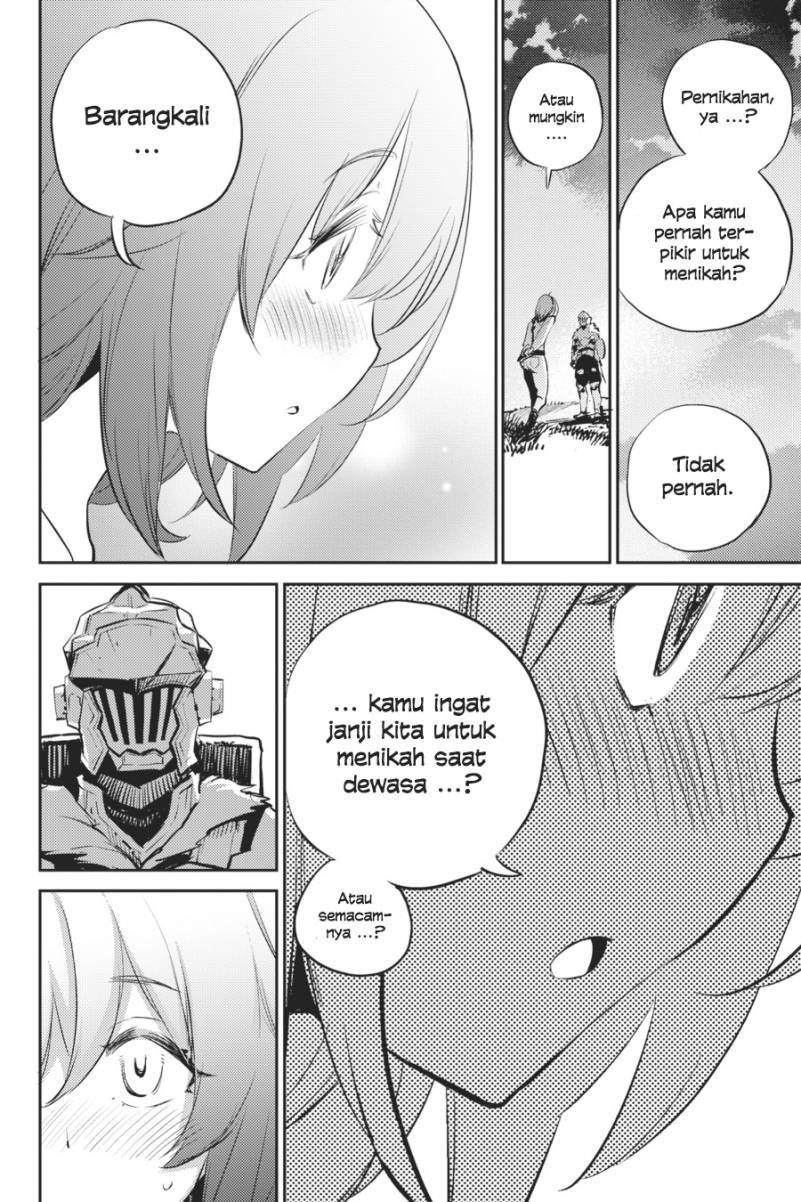 Pernikahan,
ya ...?
Apa kamu
pernah ter-
pikir untuk
menikah?
Tidak
pernah.
Atau
mungkin
....
Barangkali
...
... kamu ingat
janji kita untuk
menikah saat
dewasa ...?
Atau
semacam-
nya ...?